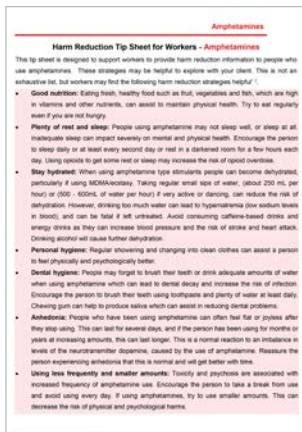 Amphetamines
Harm Reduction Tip Sheet for Workers - Amphetamines
This tip sheet is designed to support workers to provide harm reduction information to people who
use amphetamines. These strategies may be helpful to explore with your client. This is not an
exhaustive list, but workers may find the following harm reduction strategies helpful
• Good nutrition: Eating fresh, healthy food such as fruit, vegetables and fish, which are high
in vitamins and other nutrients, can assist to maintain physical health. Try to eat regularly
even if you are not hungry.
• Plenty of rest and sleep: People using amphetamine may not sleep well, or sleep at all.
Inadequate sleep can impact severely on mental and physical health. Encourage the person
to sleep daily or at least every second day or rest in a darkened room for a few hours each
day. Using opioids to get some rest or sleep may increase the risk of opioid overdose.
• Stay hydrated: When using amphetamine type stimulants people can become dehydrated,
particularly if using MDMA/ecstasy. Taking regular small sips of water, (about 250 mL per
hour) or (500 - 600mL of water per hour) if very active or dancing, can reduce the risk of
dehydration. However, drinking too much water can lead to hypernatremia (low sodium levels
in blood), and can be fatal if left untreated. Avoid consuming caffeine-based drinks and
energy drinks as they can increase blood pressure and the risk of stroke and heart attack.
Drinking alcohol will cause further dehydration.
• Personal hygiene: Regular showering and changing into clean clothes can assist a person
to feel physically and psychologically better.
• Dental hygiene: People may forget to brush their teeth or drink adequate amounts of water
when using amphetamine which can lead to dental decay and increase the risk of infection.
Encourage the person to brush their teeth using toothpaste and plenty of water at least daily.
Chewing gum can help to produce saliva which can assist in reducing dental problems.
• Anhedonia: People who have been using amphetamine can often feel flat or joyless after
they stop using. This can last for several days, and if the person has been using for months or
years at increasing amounts, this can last longer. This is a normal reaction to an imbalance in
levels of the neurotransmitter dopamine, caused by the use of amphetamine. Reassure the
person experiencing anhedonia that this is normal and will get better with time.
• Using less frequently and smaller amounts: Toxicity and psychosis are associated with
increased frequency of amphetamine use. Encourage the person to take a break from use
and avoid using every day. If using amphetamines, try to use smaller amounts. This can
decrease the risk of physical and psychological harms.